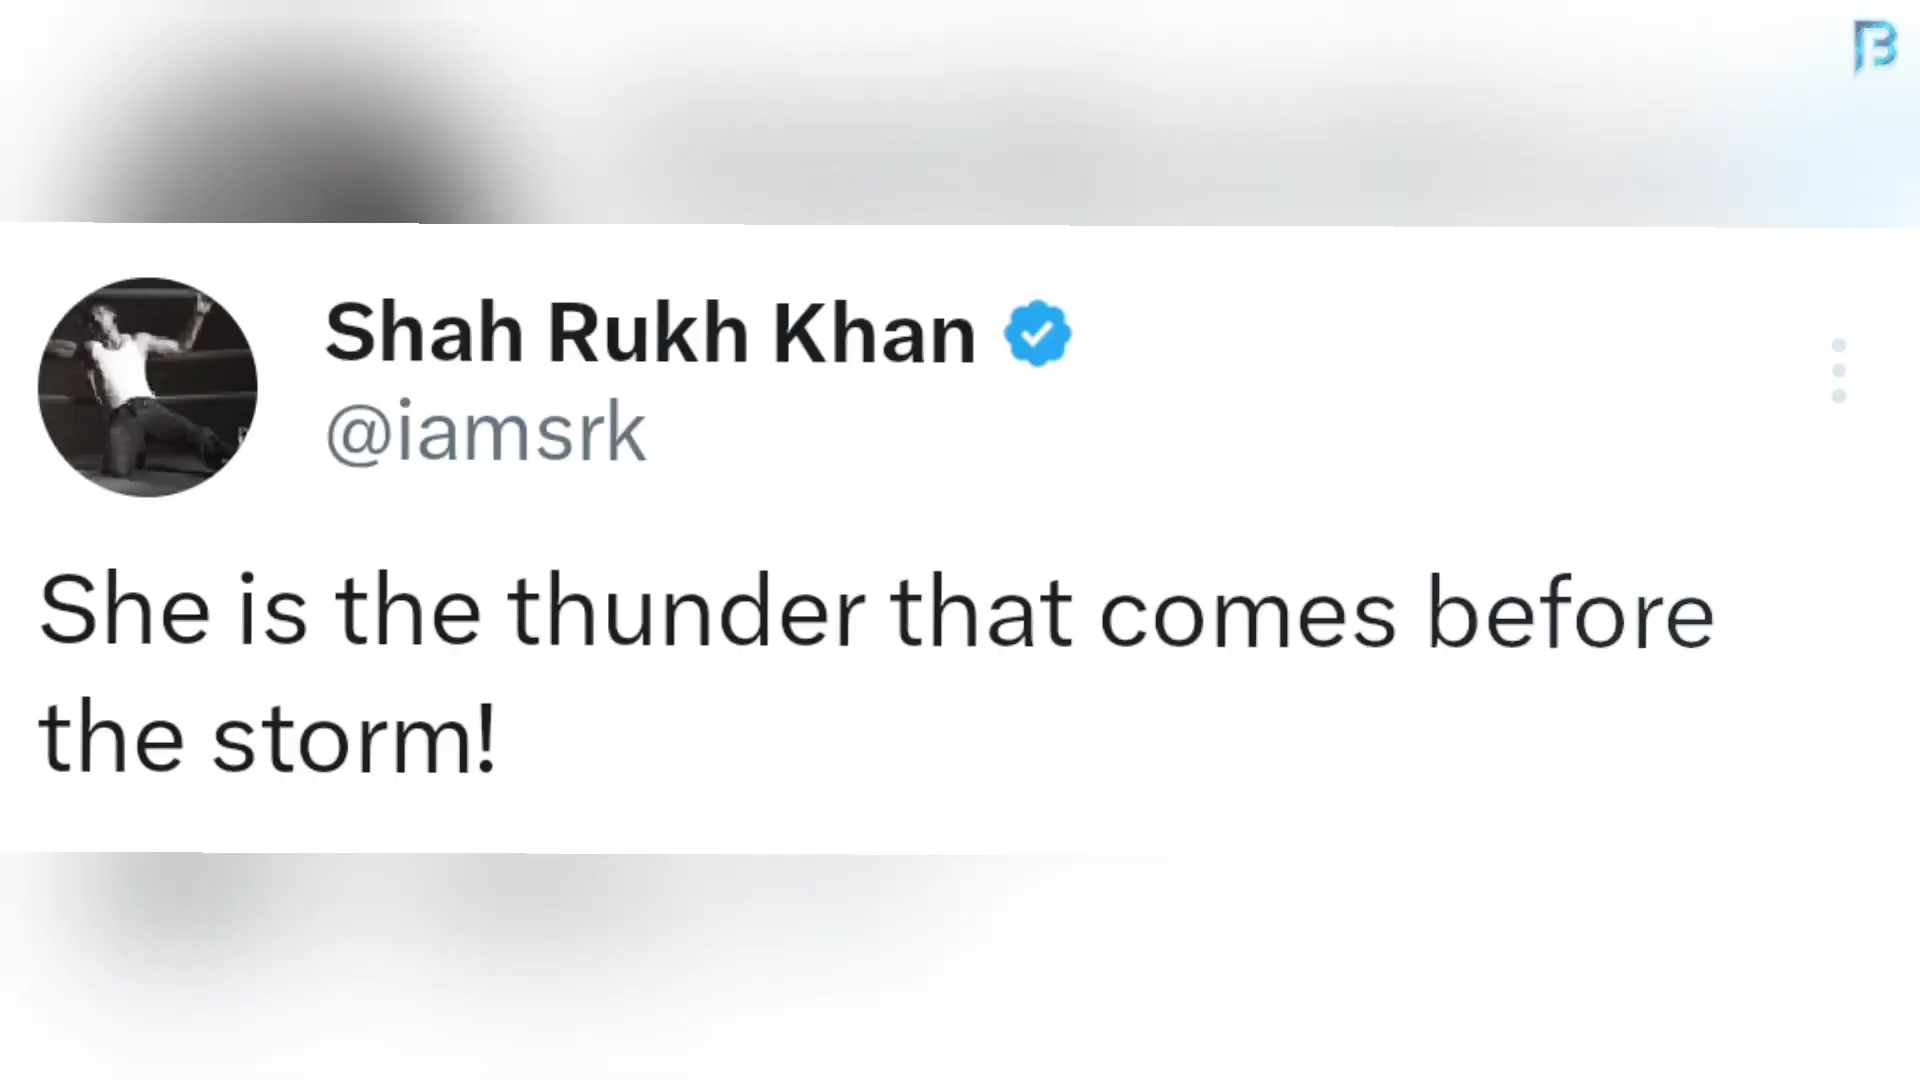 Shah Rukh Khan
@iamsrk
She is the thunder that comes before
the storm!